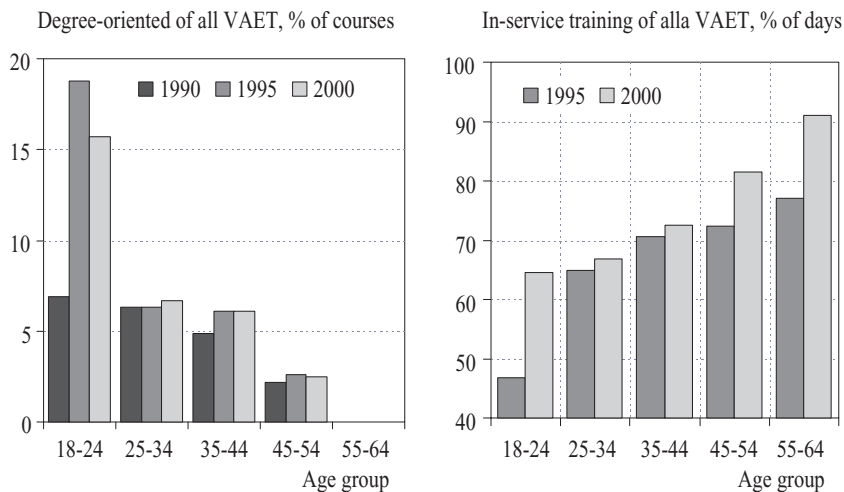 Degree-oriented of all VAET, % of courses
20
15
10
5
0
1990 1995 2000
18-24 25-34 35-44 45-54 55-64
Age group
In-service training of alla VAET, % of days
100
90
80
70
60
50
40
1995 2000
18-24 25-34 35-44 45-54 55-64
Age group